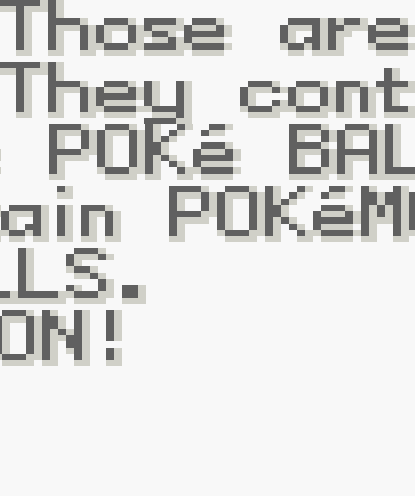 Those are
They cont
POKé BAL
ain POKéM
LLS.
ON!